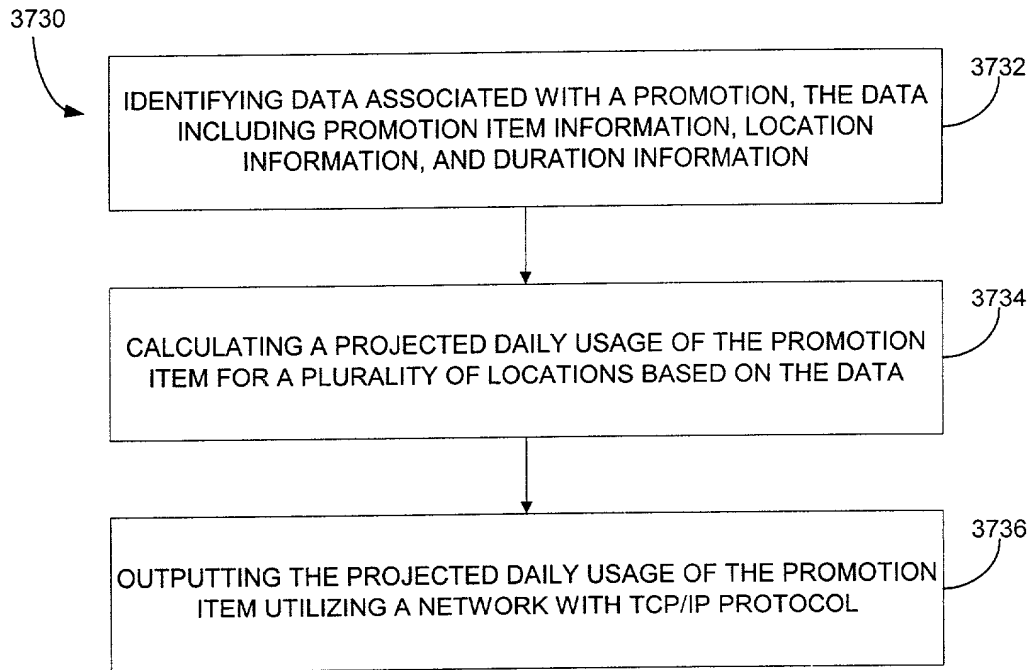 3730
3732
IDENTIFYING DATA ASSOCIATED WITH A PROMOTION, THE DATA
INCLUDING PROMOTION ITEM INFORMATION, LOCATION
INFORMATION, AND DURATION INFORMATION
3734
CALCULATING A PROJECTED DAILY USAGE OF THE PROMOTION
ITEM FOR A PLURALITY OF LOCATIONS BASED ON THE DATA
3736
OUTPUTTING THE PROJECTED DAILY USAGE OF THE PROMOTION
ITEM UTILIZING A NETWORK WITH TCP/IP PROTOCOL